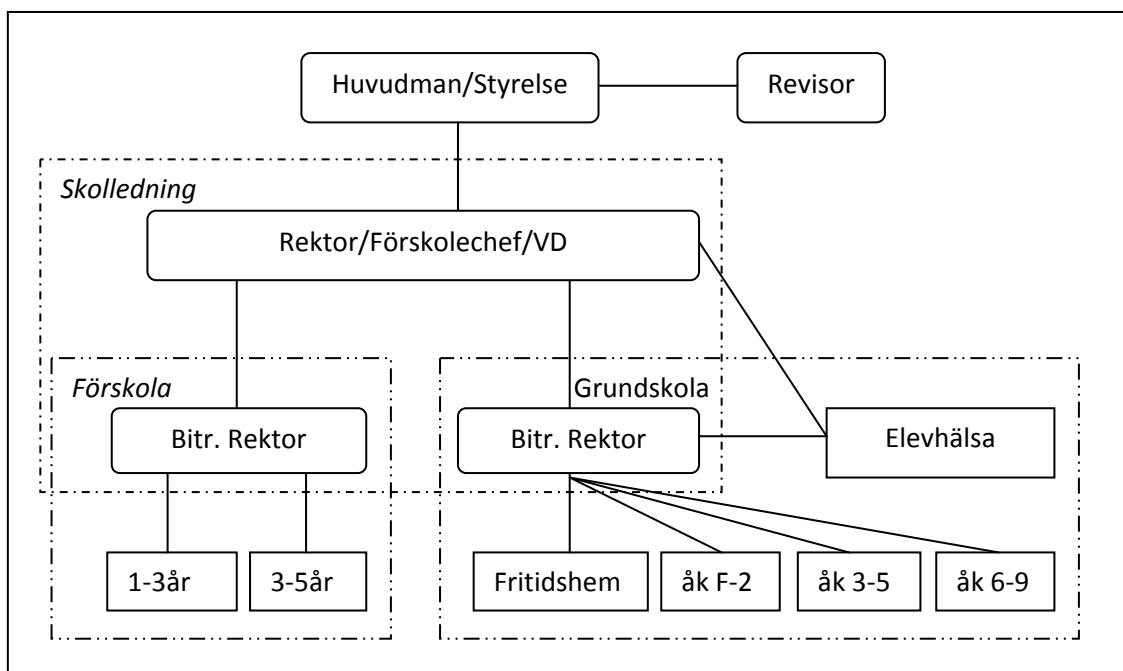 Huvudman/Styrelse
Revisor
Skolledning
Rektor/Förskolechef/VD
Förskola
Grundskola
Bitr. Rektor
Bitr. Rektor
Elevhälsa
1-3år
3-5år
Fritidshem
åk F-2
åk 3-5
åk 6-9